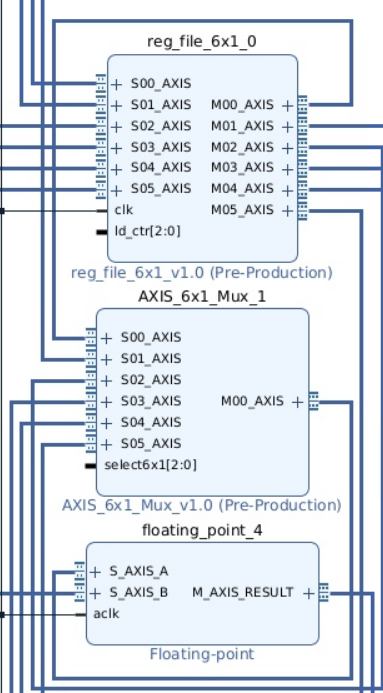 reg_file_6x1_0
S00_AXIS
S01_AXIS M00_AXIS
S02_AXIS M01_AXIS
S03_AXIS M02_AXIS
S04_AXIS M03_AXIS
S05_AXIS M04_AXIS
clk M05_AXIS
ld_ctr[2:0]
reg_file_6x1_v1.0 (Pre-Production)
AXIS_6x1_Mux_1
S00_AXIS
S01_AXIS
S02_AXIS
S03_AXIS M00_AXIS
S04_AXIS
S05_AXIS
select6x1[2:0]
AXIS_6x1_Mux_v1.0 (Pre-Production)
floating_point_4
S_AXIS_A
S_AXIS_B M_AXIS_RESULT
aclk
Floating-point